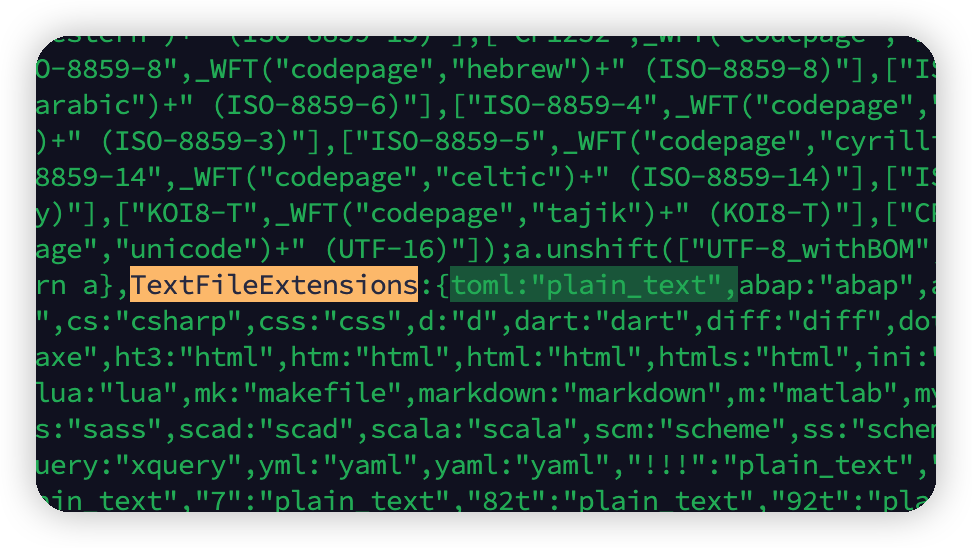 O-8859-8",_WFT("codepage","hebrew")+" (ISO-8859-8)"],["IS
arabic")+" (ISO-8859-6)"],["ISO-8859-4",_WFT("codepage","
)+" (ISO-8859-3)"],["ISO-8859-5",_WFT("codepage","cyrilli
8859-14",_WFT("codepage","celtic")+" (ISO-8859-14)"],["IS
y)"],["KOI8-T",_WFT("codepage","tajik")+" (KOI8-T)"],["CP
age","unicode")+" (UTF-16)"]);a.unshift(["UTF-8_withBOM"
rn a},TextFileExtensions:{toml:"plain_text",abap:"abap",a
",cs:"csharp",css:"css",d:"d",dart:"dart",diff:"diff",dot
axe",ht3:"html",htm:"html",html:"html",htmls:"html",ini:"
lua:"lua",mk:"makefile",markdown:"markdown",m:"matlab",my
s:"sass",scad:"scad",scala:"scala",scm:"scheme",ss:"schem
uery:"xquery",yml:"yaml",yaml:"yaml","!!!":"plain_text","
in_text","7":"plain_text","82t":"plain_text","92t":"pla